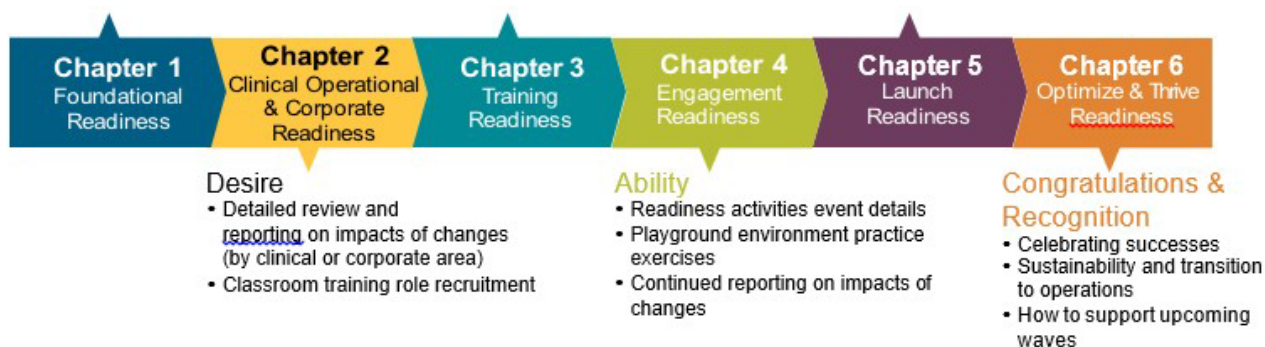 Chapter 1
Foundational
Readiness
Chapter 2
Clinical Operational
& Corporate
Readiness
Chapter 3
Training
Readiness
Chapter 4
Engagement
Readiness
Chapter 5
Launch
Readiness
Chapter 6
Optimize & Thrive
Readiness
Desire
• Detailed review and
reporting on impacts of changes
(by clinical or corporate area)
• Classroom training role recruitment
Ability
• Readiness activities event details
• Playground environment practice
exercises
• Continued reporting on impacts of
changes
Congratulations &
Recognition
• Celebrating successes
• Sustainability and transition
to operations
• How to support upcoming
waves